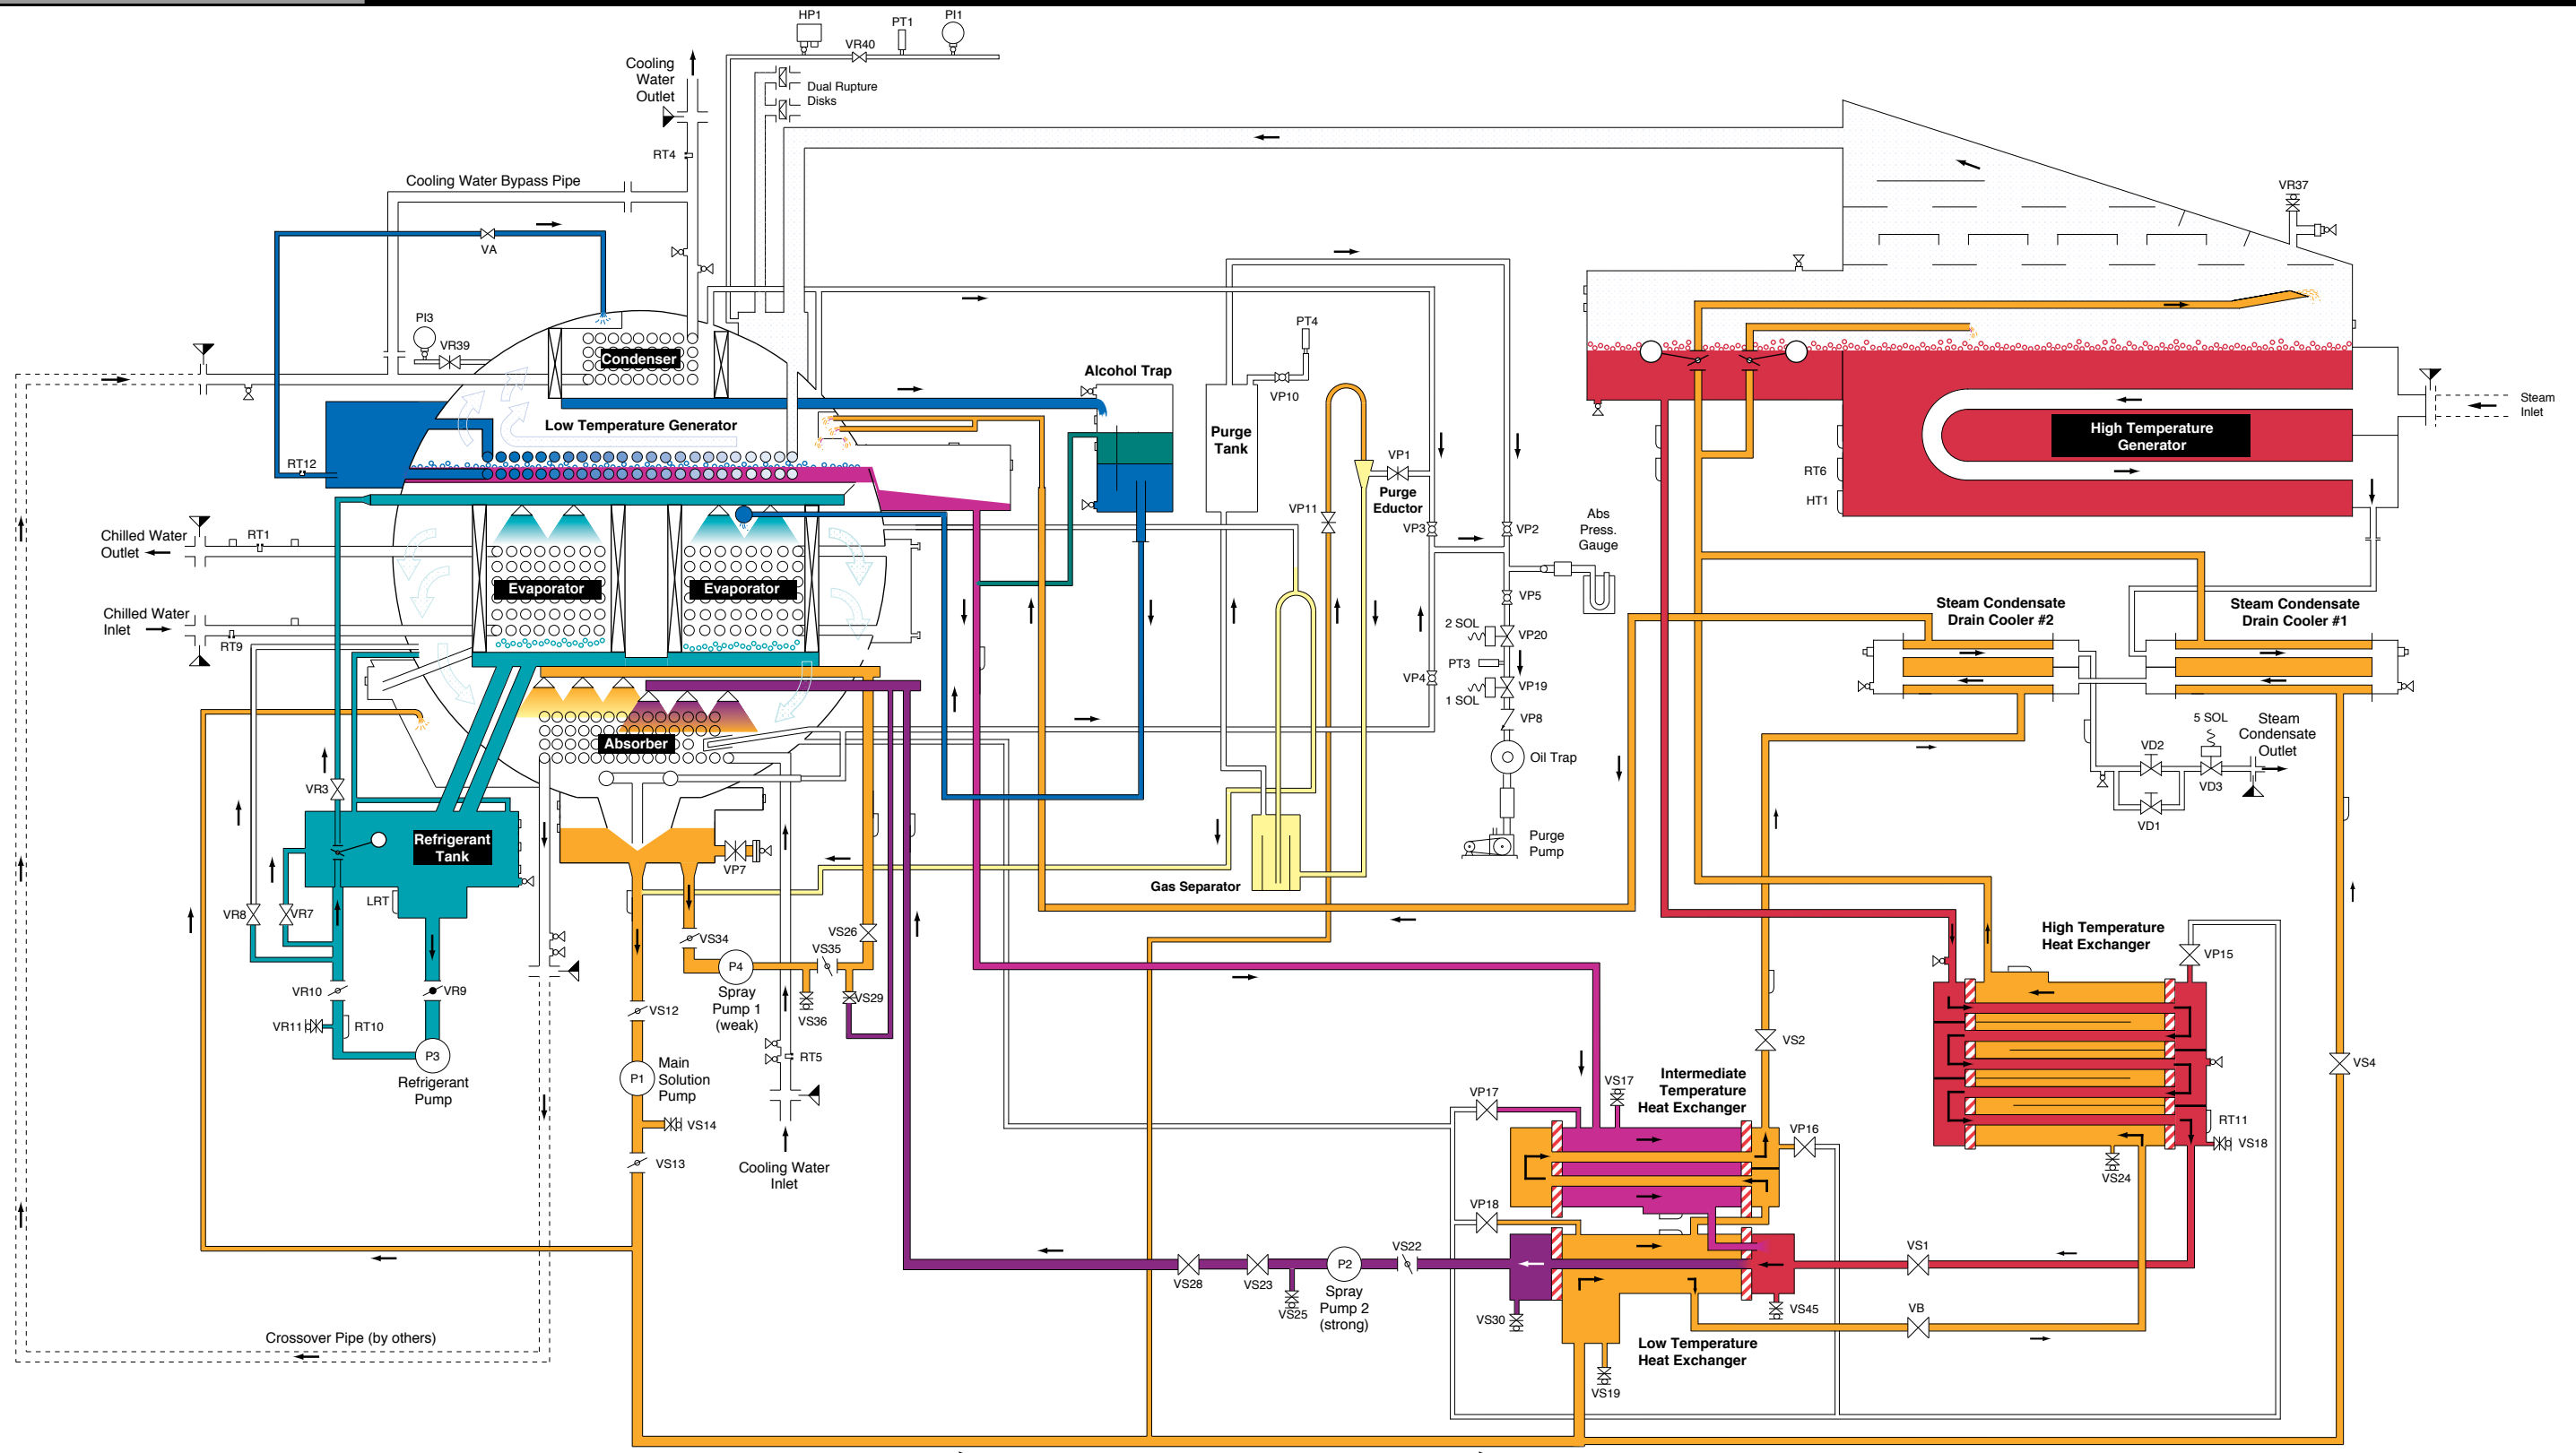 HP1
PT1
PI1
VR40
Cooling
Water
Outlet
Dual Rupture
Disks
RT4
Cooling Water Bypass Pipe
VR37
VA
PI3
VR39
PT4
Condenser
Alcohol Trap
VP10
Steam
Inlet
Low Temperature Generator
Purge
Tank
High Temperature
Generator
VP1
RT12
RT6
Purge
Eductor
HT1
VP11
Abs
Press.
Gauge
Chilled Water
Outlet
RT1
VP3
VP2
Evaporator
Evaporator
VP5
Steam Condensate
Drain Cooler #2
Steam Condensate
Drain Cooler #1
Chilled Water
Inlet
RT9
2 SOL
VP20
PT3
VP4
VP19
1 SOL
VP8
5 SOL
Steam
Condensate
Outlet
Absorber
VD2
Oil Trap
VR3
VD3
VD1
Refrigerant
Tank
Purge
Pump
VP7
Gas Separator
LRT
VR8
VR7
VS26
High Temperature
Heat Exchanger
VS34
VS35
VP15
P4
VR10
VR9
Spray
Pump 1
(weak)
VS29
VS12
VS36
VR11
RT10
VS2
P3
RT5
Refrigerant
Pump
P1
Main
Solution
Pump
VS4
Intermediate
Temperature
Heat Exchanger
VS17
VP17
VS14
RT11
VP16
VS18
VS13
Cooling Water
Inlet
VS24
VP18
VS22
VS1
P2
VS28
VS23
Spray
Pump 2
(strong)
VS25
VS30
VS45
VB
Crossover Pipe (by others)
Low Temperature
Heat Exchanger
VS19